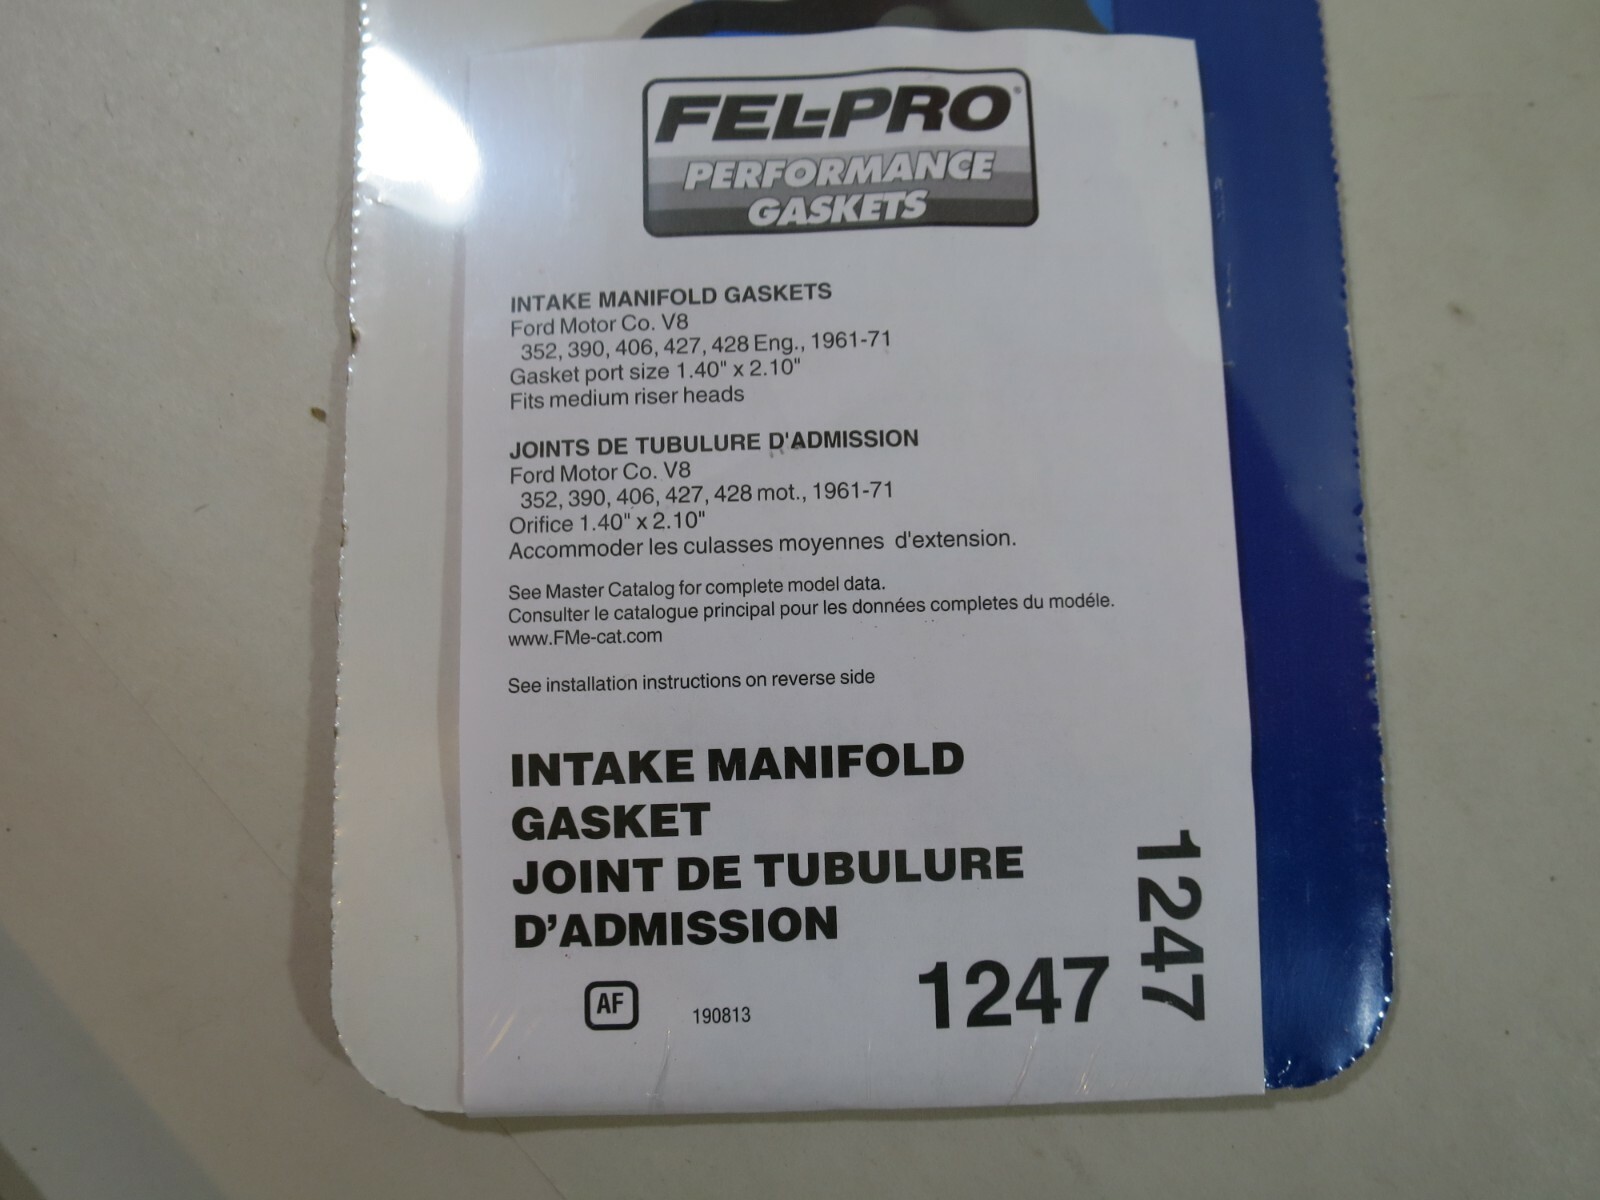 FEL-PRO®
PERFORMANCE
GASKETS
INTAKE MANIFOLD GASKETS
Ford Motor Co. V8
352, 390, 406, 427, 428 Eng., 1961-71
Gasket port size 1.40" x 2.10"
Fits medium riser heads
JOINTS DE TUBULURE D'ADMISSION
Ford Motor Co. V8
352, 390, 406, 427, 428 mot., 1961-71
Orifice 1.40" x 2.10"
Accommoder les culasses moyennes d'extension.
See Master Catalog for complete model data.
Consulter le catalogue principal pour les données completes du modéle.
www.FMe-cat.com
See installation instructions on reverse side
INTAKE MANIFOLD
GASKET
JOINT DE TUBULURE
D’ADMISSION
AF
190813
1247
1247